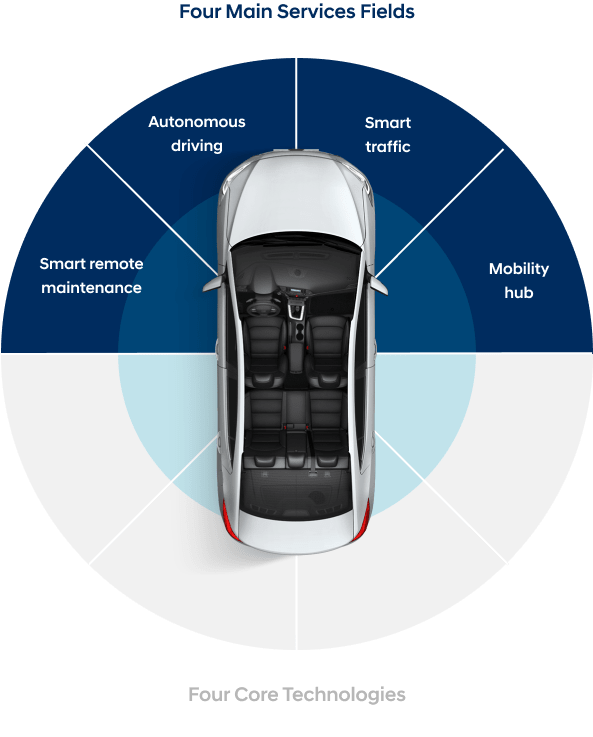 Four Main Services Fields
Autonomous
driving
Smart
traffic
Smart remote
maintenance
Mobility
hub
Four Core Technologies